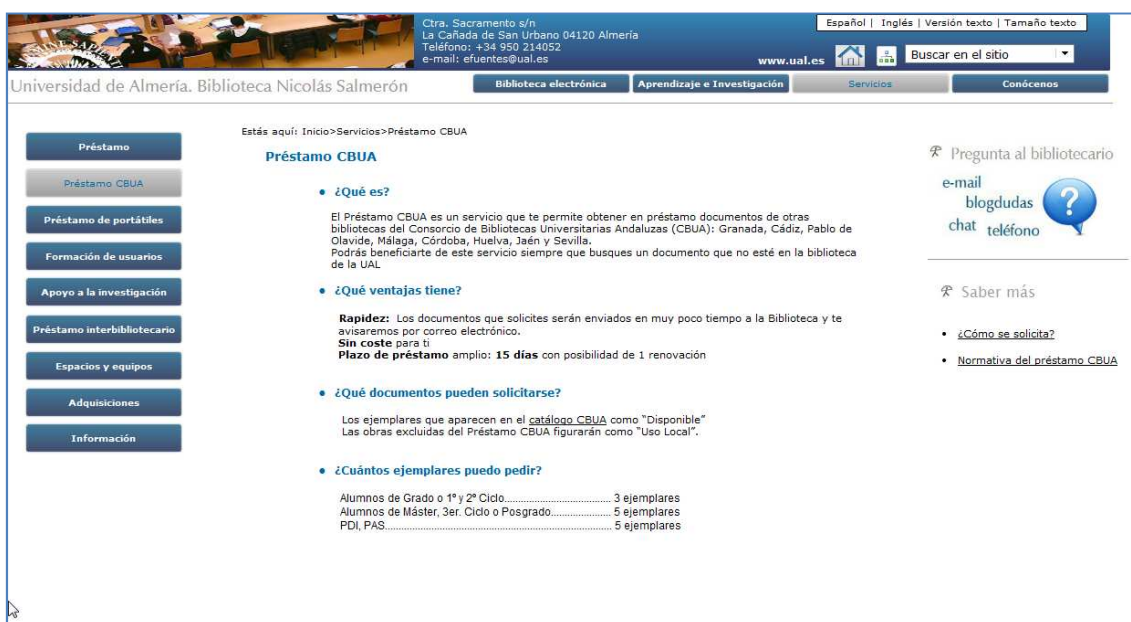 Ctra. Sacramento s/n
La Cañada de San Urbano 04120 Almería
Teléfono: +34 950 214052
e-mail: efuentes@ual.es
www.ual.es
Español | Inglés | Versión texto | Tamaño texto
Buscar en el sitio
Universidad de Almería. Biblioteca Nicolás Salmerón
Biblioteca electrónica
Aprendizaje e Investigación
Servicios
Conócenos
Préstamo
Préstamo CBUA
Préstamo de portátiles
Formación de usuarios
Apoyo a la investigación
Préstamo interbibliotecario
Espacios y equipos
Adquisiciones
Información
Estás aquí: Inicio>Servicios>Préstamo CBUA
Préstamo CBUA
• ¿Qué es?
El Préstamo CBUA es un servicio que te permite obtener en préstamo documentos de otras
bibliotecas del Consorcio de Bibliotecas Universitarias Andaluzas (CBUA): Granada, Cádiz, Pablo de
Olavide, Málaga, Córdoba, Huelva, Jaén y Sevilla.
Podrás beneficiarte de este servicio siempre que busques un documento que no esté en la biblioteca
de la UAL
• ¿Qué ventajas tiene?
Rapidez: Los documentos que solicites serán enviados en muy poco tiempo a la Biblioteca y te
avisaremos por correo electrónico.
Sin coste para ti
Plazo de préstamo amplio: 15 días con posibilidad de 1 renovación
• ¿Qué documentos pueden solicitarse?
Los ejemplares que aparecen en el catálogo CBUA como "Disponible"
Las obras excluidas del Préstamo CBUA figurarán como "Uso Local".
• ¿Cuántos ejemplares puedo pedir?
Alumnos de Grado o 1º y 2º Ciclo...................................... 3 ejemplares
Alumnos de Máster, 3er. Ciclo o Posgrado..................... 5 ejemplares
PDI, PAS................................................................................ 5 ejemplares
Pregunta al bibliotecario
e-mail
blogdudas
chat teléfono
?
Saber más
• ¿Cómo se solicita?
• Normativa del préstamo CBUA